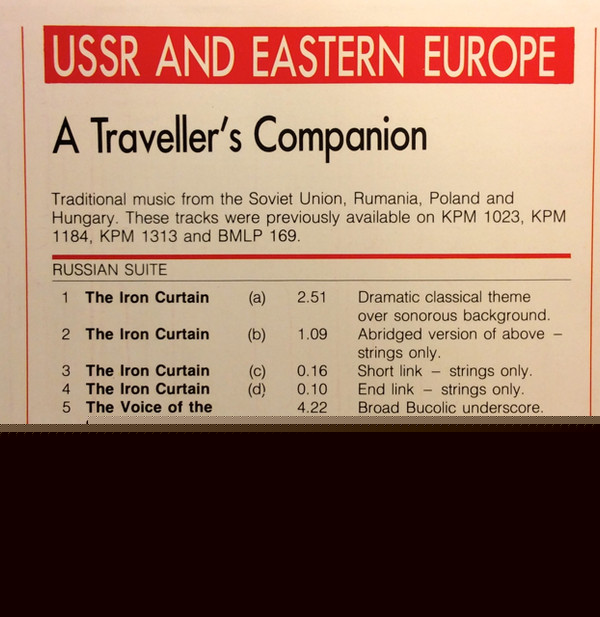 USSR AND EASTERN EUROPE
A Traveller's Companion
Traditional music from the Soviet Union, Rumania, Poland and
Hungary. These tracks were previously available on KPM 1023, KPM
1184, KPM 1313 and BMLP 169.
RUSSIAN SUITE
1 The Iron Curtain (a) 2.51 Dramatic classical theme
over sonorous background.
2 The Iron Curtain (b) 1.09 Abridged version of above –
strings only.
3 The Iron Curtain (c) 0.16 Short link – strings only.
4 The Iron Curtain (d) 0.10 End link – strings only.
5 The Voice of the 4.22 Broad Bucolic underscore.